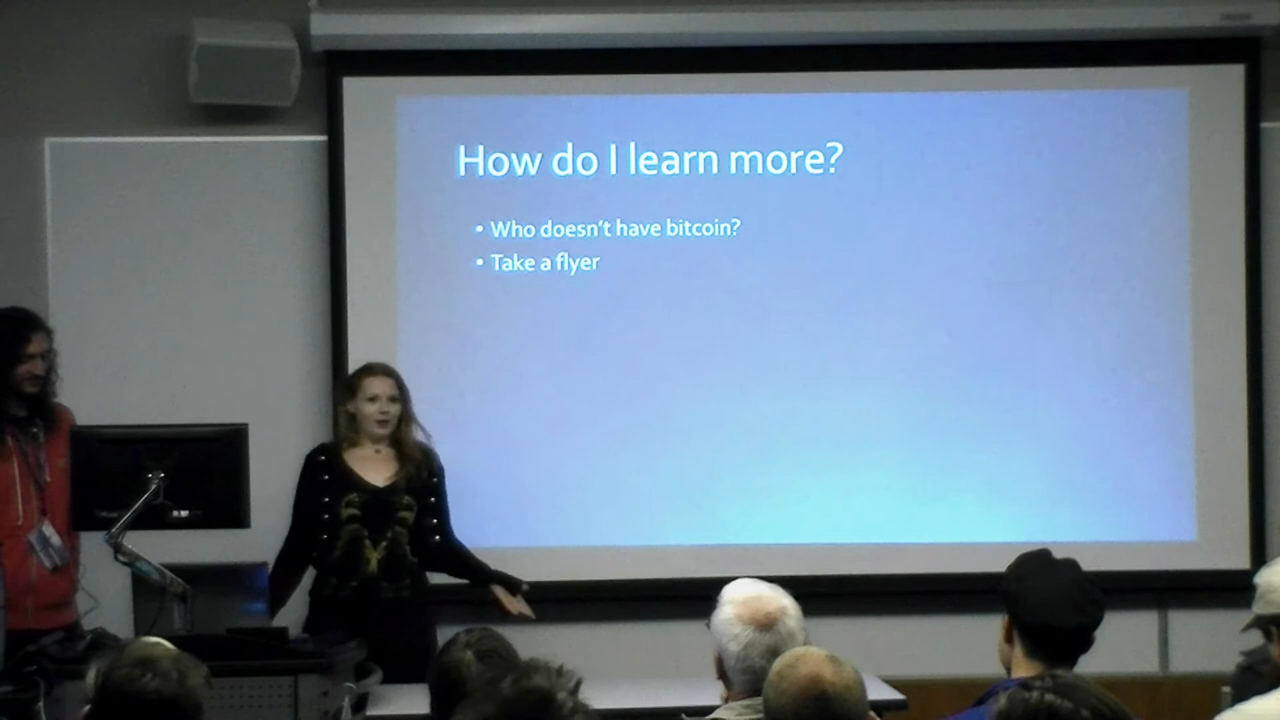 How do I learn more?
• Who doesn't have bitcoin?
• Take a flyer